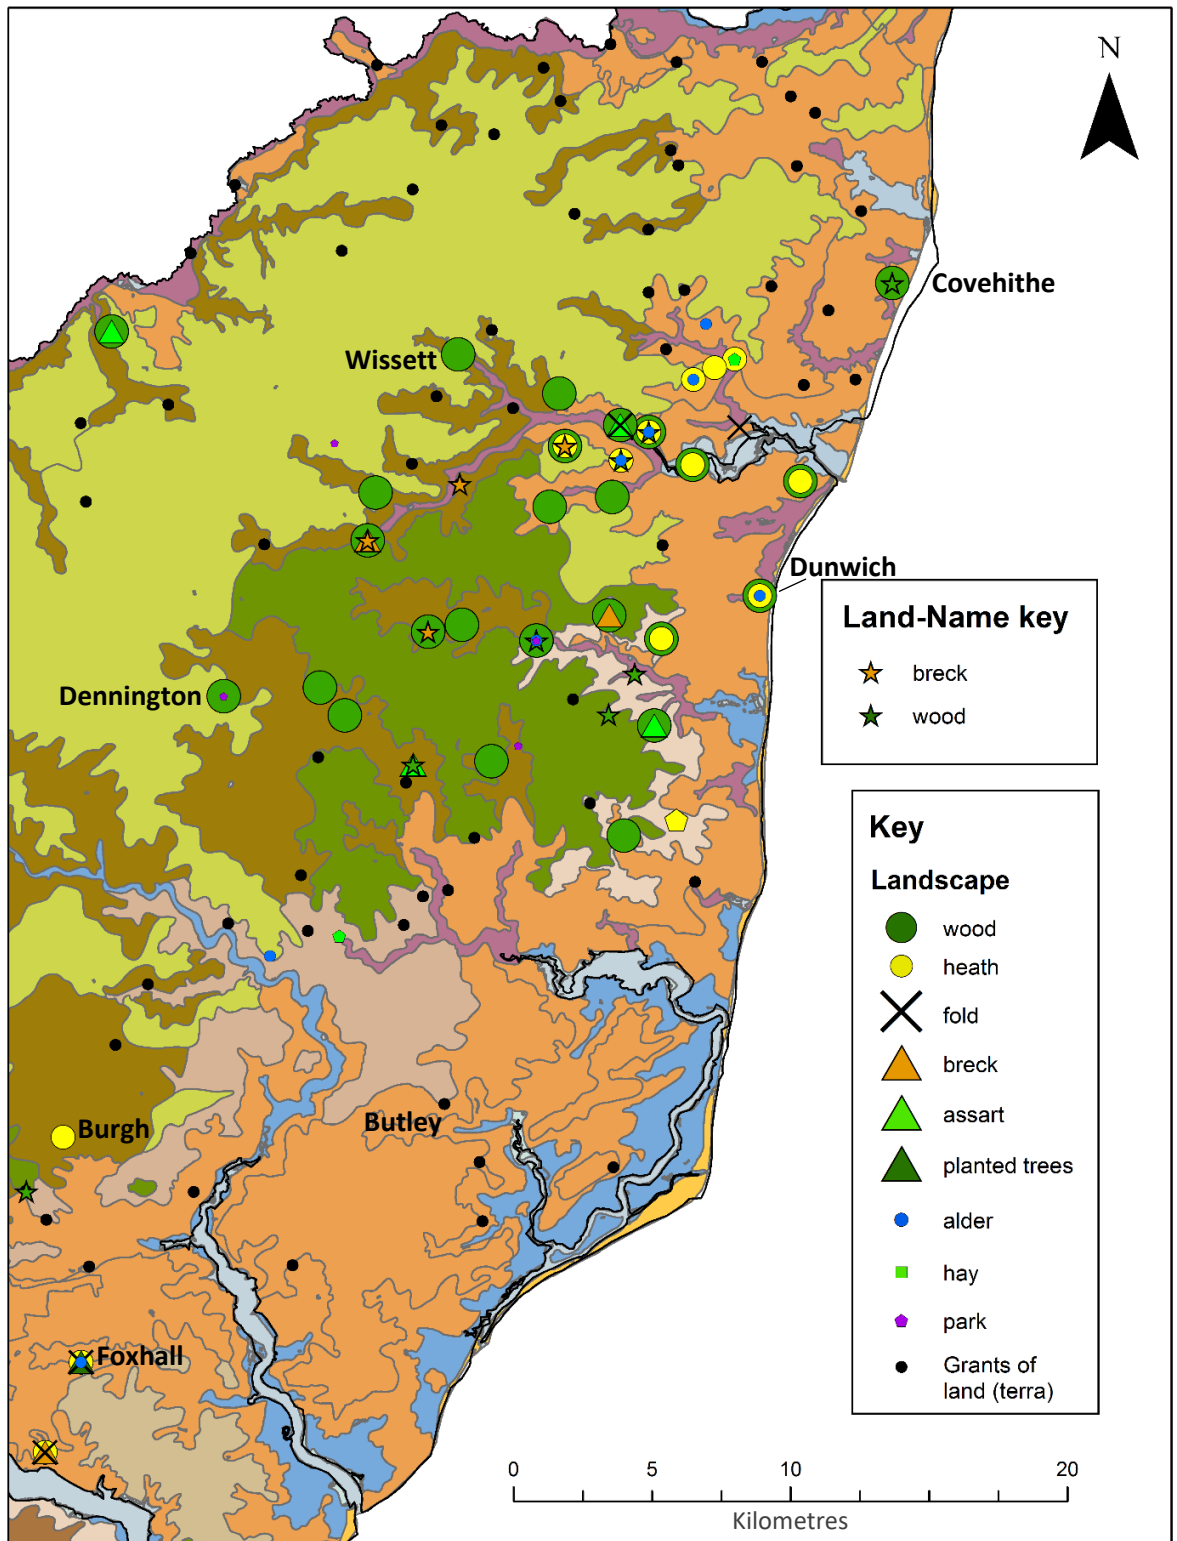 N
Covehithe
Wissett
Dunwich
Land-Name key
breck
wood
Dennington
Key
Landscape
wood
heath
fold
breck
assart
planted trees
alder
hay
park
Grants of
land (terra)
Butley
Burgh
Foxhall
0 5 10 20
Kilometres